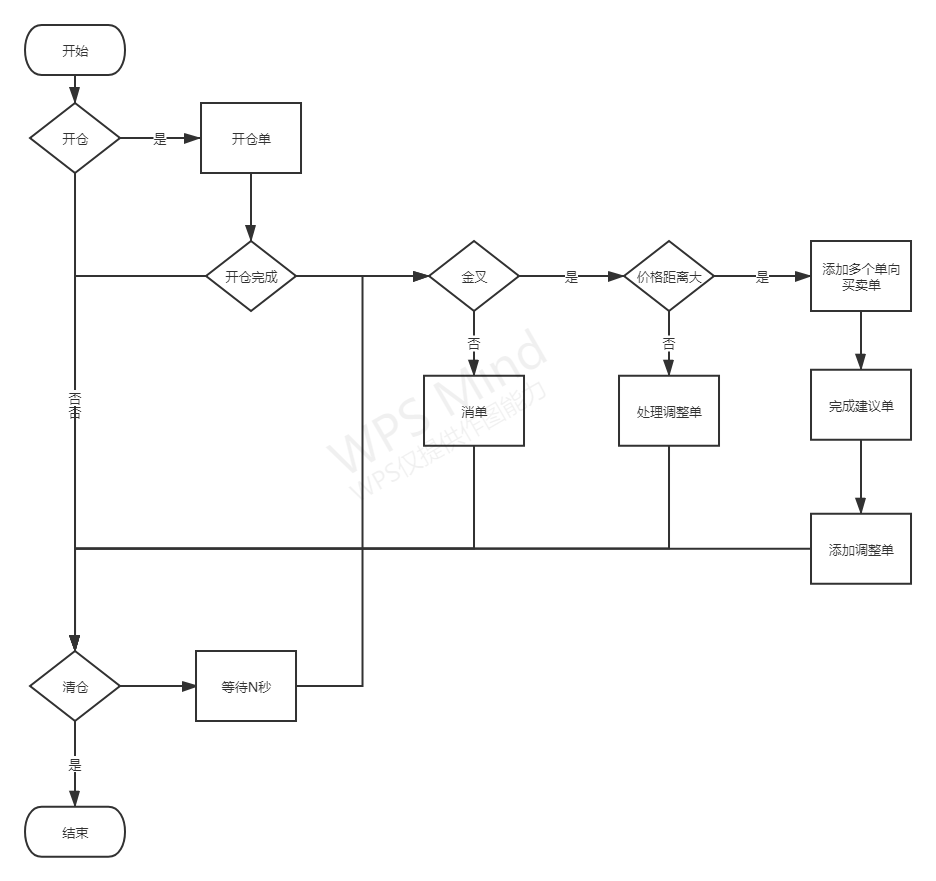 开始
开仓
是
开仓单
开仓完成
金叉
是
价格距离大
是
添加多个单向
买卖单
否
否
完成建议单
否
否
消单
处理调整单
WPS Mind
WPS仅提供作图能力
添加调整单
清仓
等待N秒
是
结束